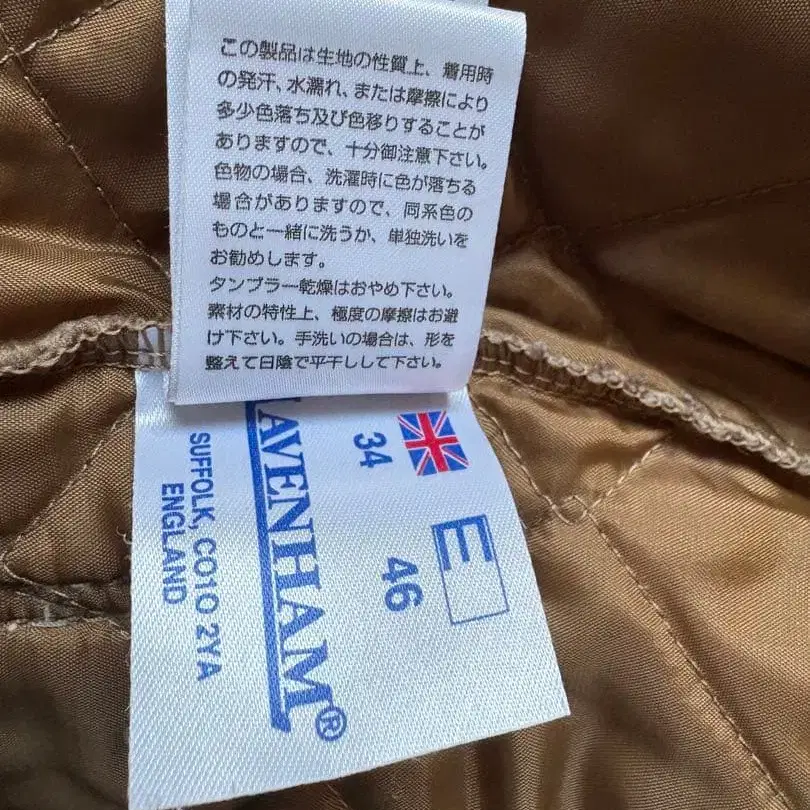 この製品は生地の性質上、着用時
の発汗、水濡れ、または摩擦により
多少色落ち及び色移りすることが
ありますので、十分御注意下さい。
色物の場合、洗濯時に色が落ちる
場合がありますので、同系色の
ものと一緒に洗うか、単独洗いを
お勧めします。
タンブラー乾燥はおやめ下さい。
素材の特性上、極度の摩擦はお避
け下さい。手洗いの場合は、形を
整えて日陰で平干しして下さい。
34
E
46
AVENHAM®
SUFFOLK, CO10 2YA
ENGLAND